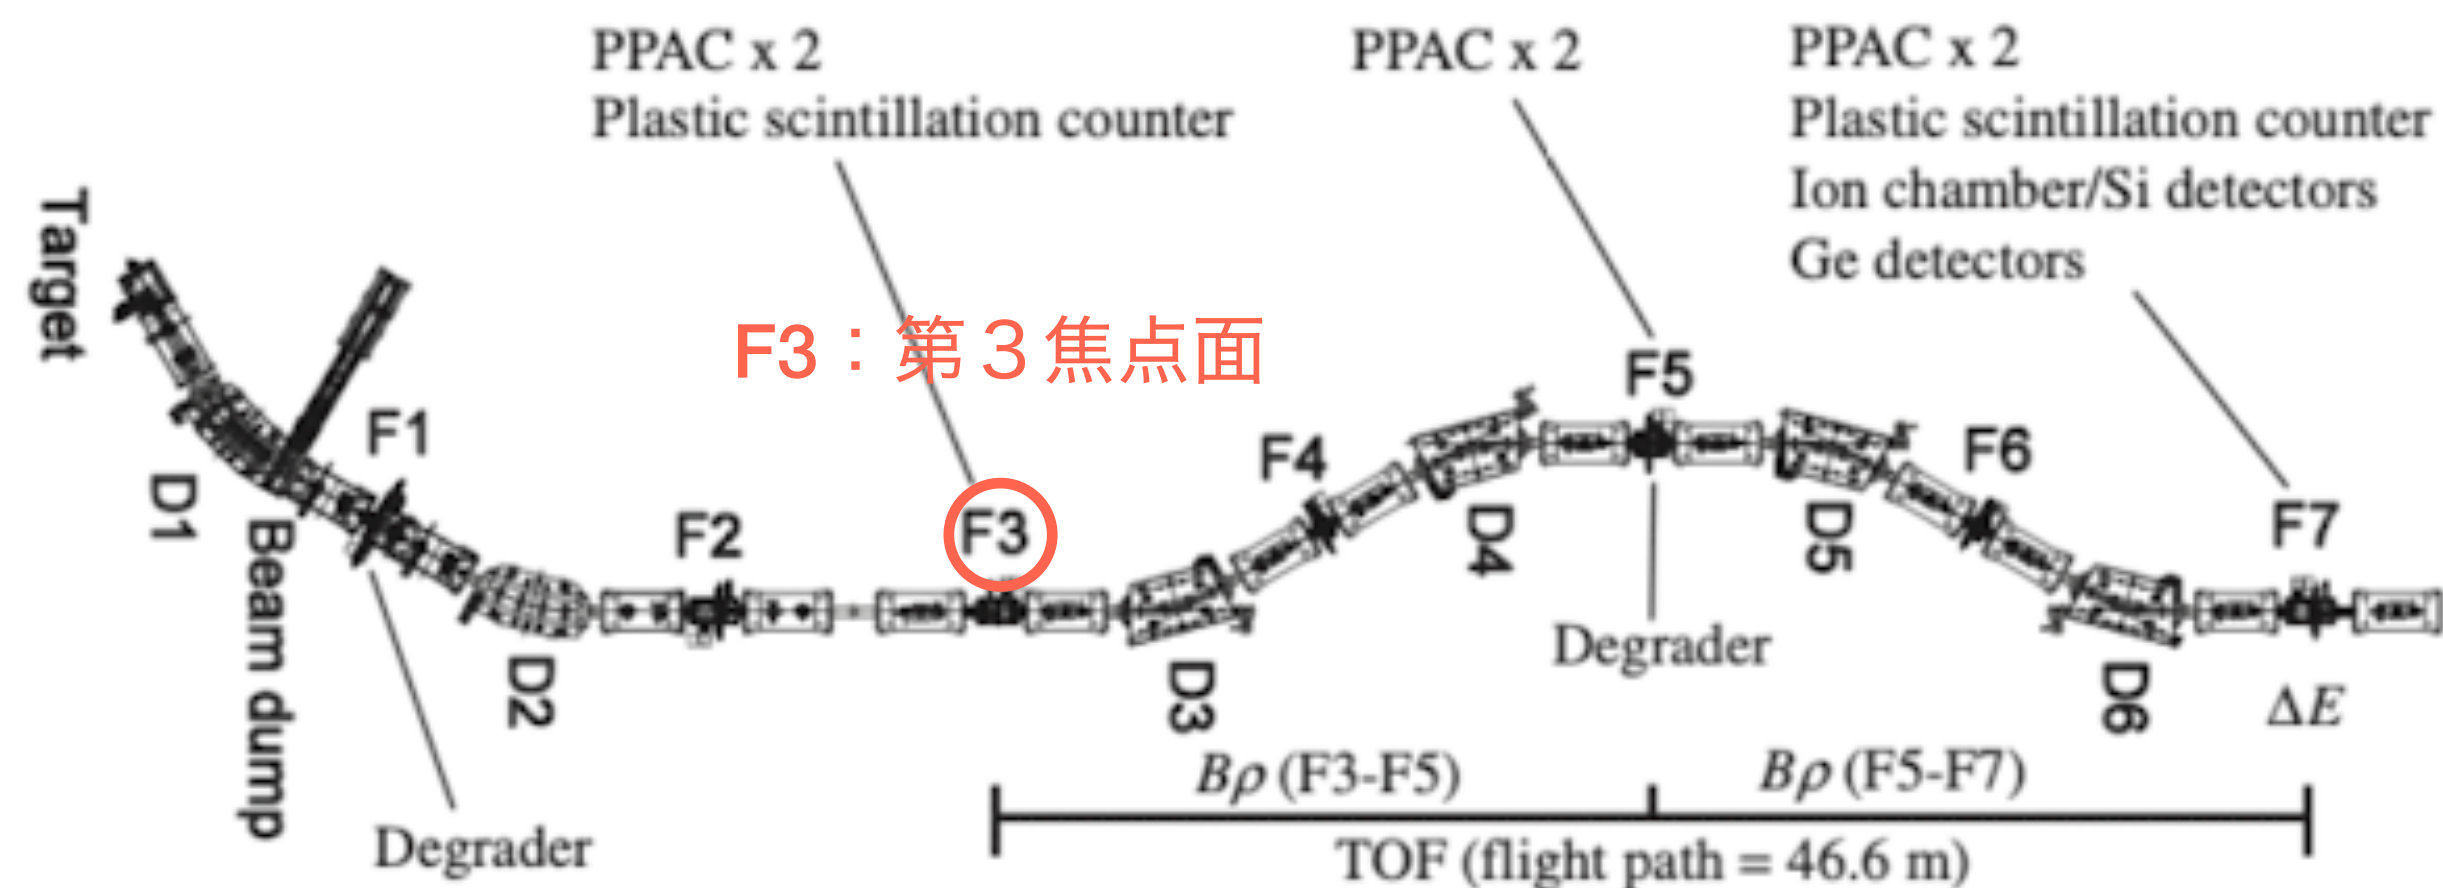 PPAC x 2
Plastic scintillation counter
PPAC x 2
PPAC x 2
Plastic scintillation counter
Ion chamber/Si detectors
Ge detectors
Target
F3：第３焦点面
D1
Beam dump
F1
Degrader
D2
F2
F3
D3
F4
D4
F5
Degrader
D5
F6
D6
F7
ΔE
Bρ (F3-F5)
Bρ (F5-F7)
TOF (flight path = 46.6 m)